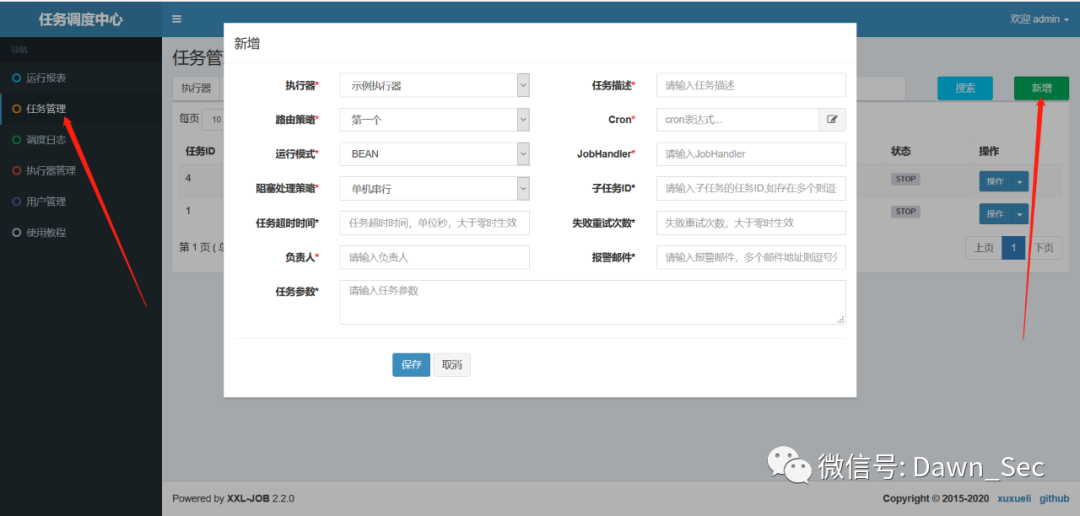 任务调度中心
欢迎 admin
导航
运行报表
任务管理
调度日志
执行器管理
用户管理
使用教程
任务管
执行器
搜索
新增
每页 10
任务ID
状态
操作
4
STOP
操作
1
STOP
操作
第 1 页 ( 总
上页
1
下页
新增
执行器*
示例执行器
任务描述*
请输入任务描述
路由策略*
第一个
Cron*
cron表达式...
运行模式*
BEAN
JobHandler*
请输入JobHandler
阻塞处理策略*
单机串行
子任务ID*
请输入子任务的任务ID,如存在多个则逗
任务超时时间*
任务超时时间，单位秒，大于零时生效
失败重试次数*
失败重试次数，大于零时生效
负责人*
请输入负责人
报警邮件*
请输入报警邮件，多个邮件地址则逗号分
任务参数*
请输入任务参数
保存
取消
微信号: Dawn_Sec
Powered by XXL-JOB 2.2.0
Copyright © 2015-2020 xuxueli github